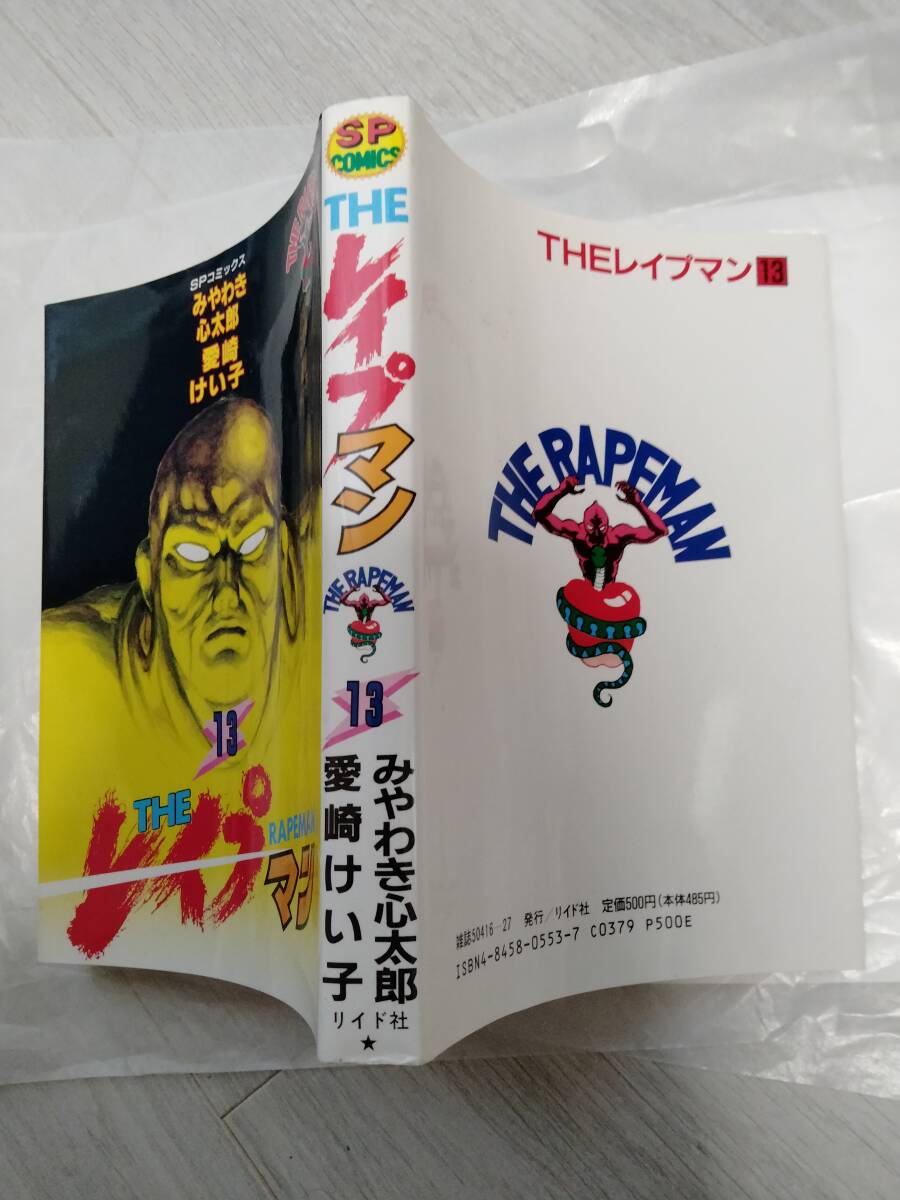 SPコミックス
みやわき
心太郎
愛崎
けい子
13
THE
レイプ
RAPEMAN
マン
SP
COMICS
THE
レイプ
マン
THE RAPEMAN
13
みやわき心太郎
愛崎けい子
リイド社
★
THEレイプマン 13
THE RAPEMAN
雑誌50416-27 発行/リイド社 定価500円(本体485円)
ISBN4-8458-0553-7 C0379 P500E